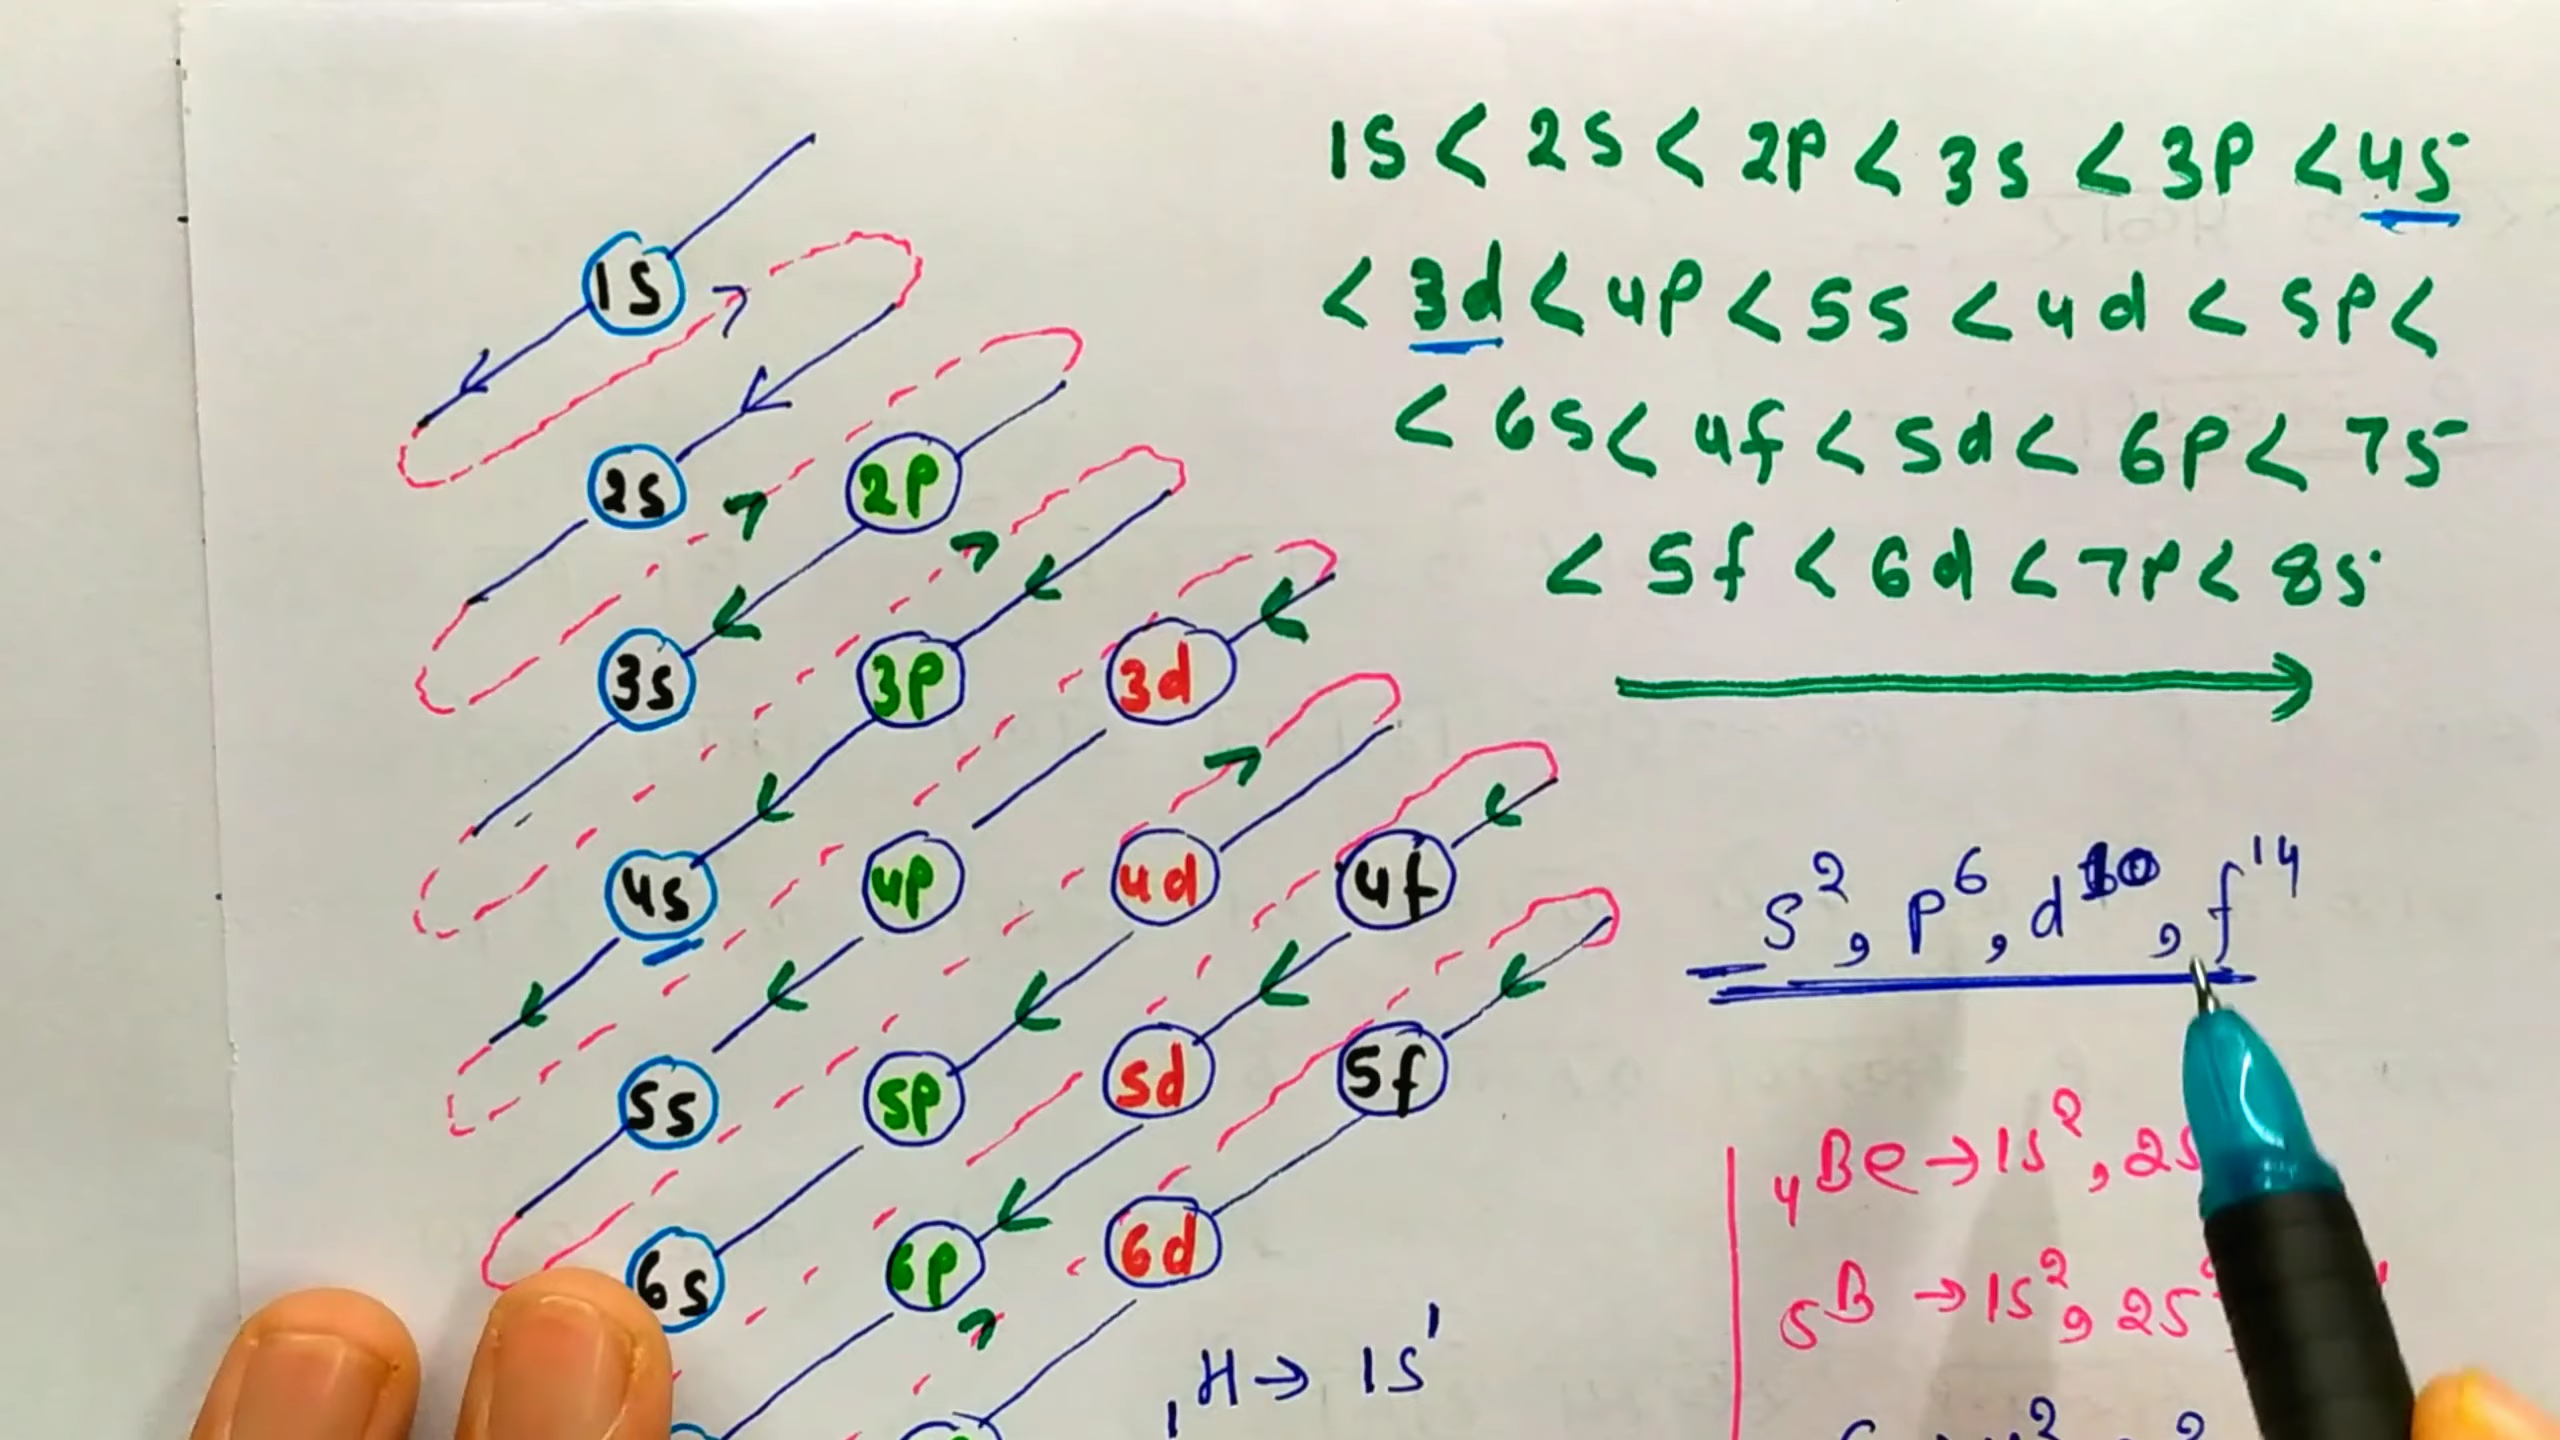 1s < 2s < 2p < 3s < 3p < 4s
< 3d < 4p < 5s < 4d < 5p <
< 6s < 4f < 5d < 6p < 7s
< 5f < 6d < 7p < 8s
1s
2s 2p
3s 3p 3d
4s 4p 4d 4f
5s 5p 5d 5f
6s 6p 6d
s², p⁶, d¹⁰, f¹⁴
₄Be → 1s², 2s
₅B → 1s², 2s
₁H → 1s¹